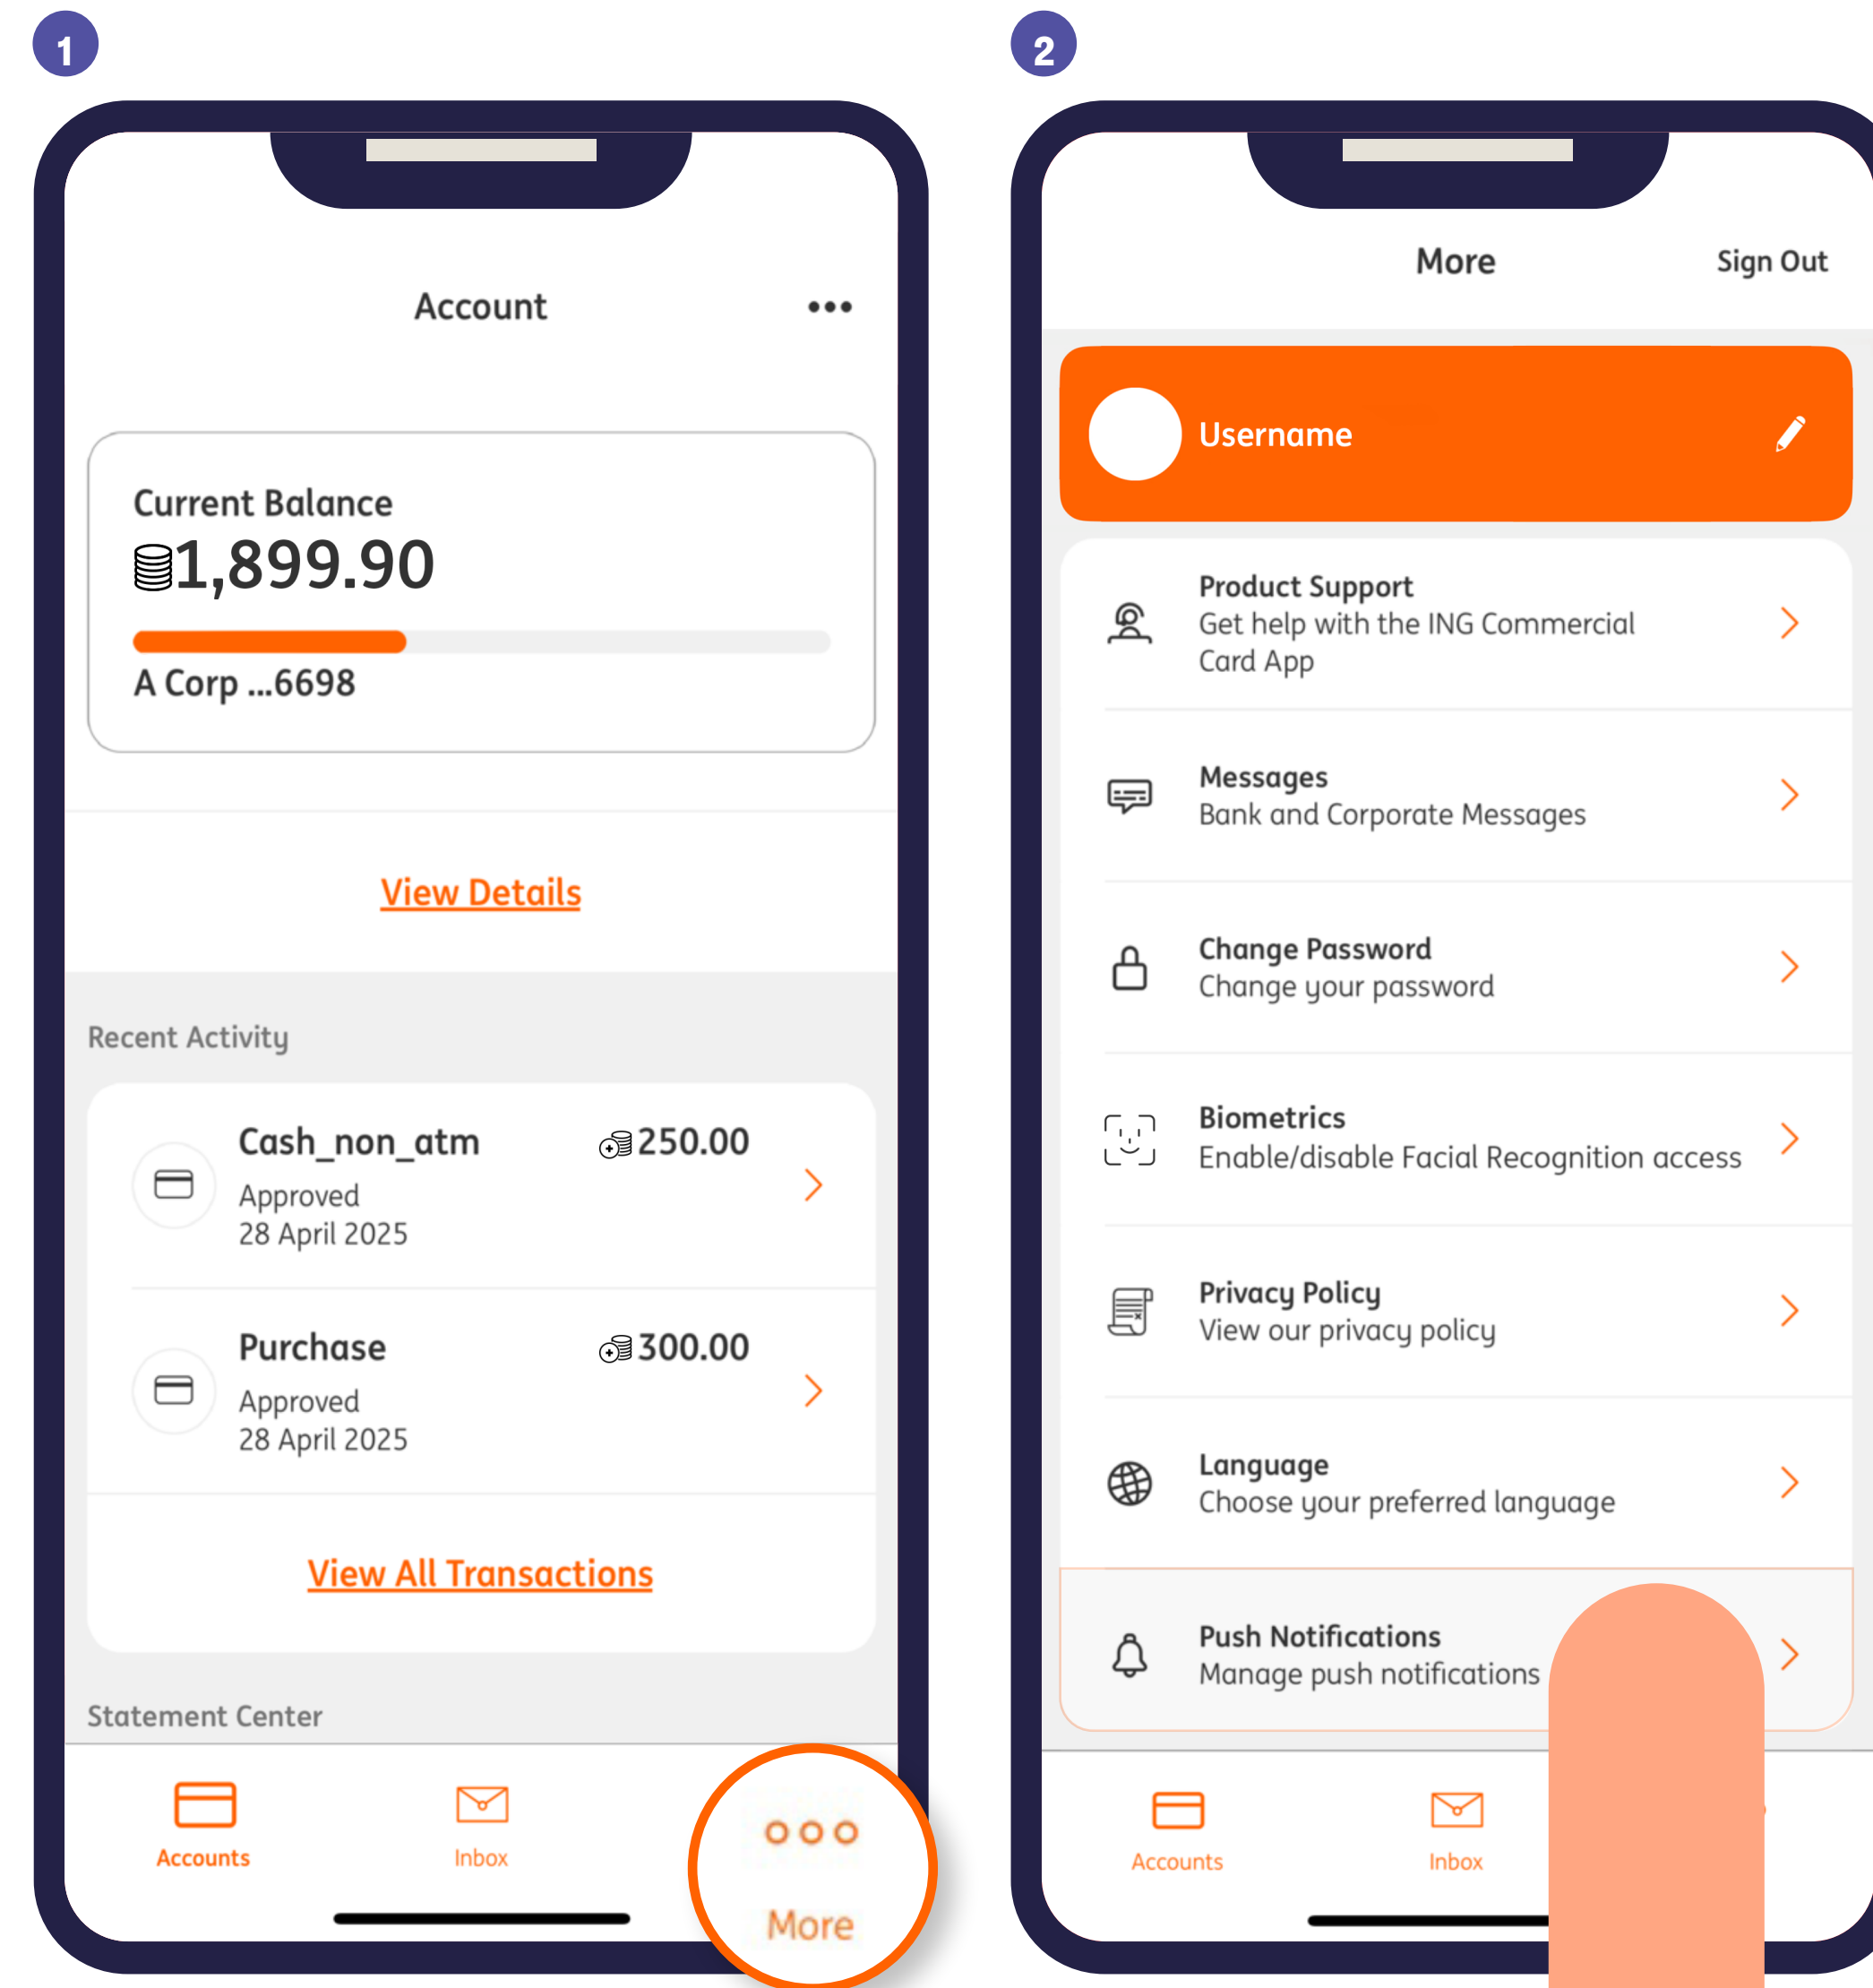 1
Account
Current Balance
1,899.90
A Corp ...6698
View Details
Recent Activity
Cash_non_atm 250.00
Approved
28 April 2025
Purchase 300.00
Approved
28 April 2025
View All Transactions
Statement Center
Accounts Inbox More
2
More Sign Out
Username
Product Support
Get help with the ING Commercial
Card App
Messages
Bank and Corporate Messages
Change Password
Change your password
Biometrics
Enable/disable Facial Recognition access
Privacy Policy
View our privacy policy
Language
Choose your preferred language
Push Notifications
Manage push notifications
Accounts Inbox